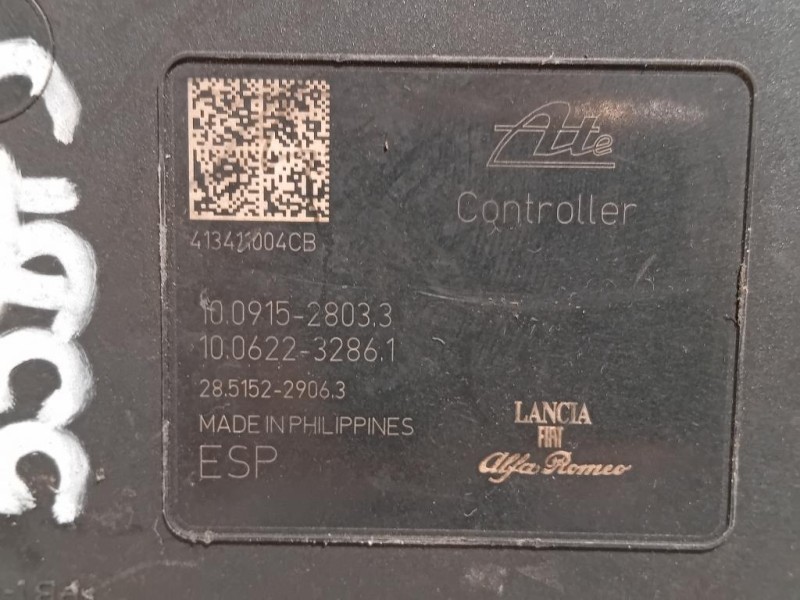 Ate
Controller
413411004CB
10.0915-2803.3
10.0622-3286.1
28.5152-2906.3
MADE IN PHILIPPINES
ESP
LANCIA
FIAT
Alfa Romeo